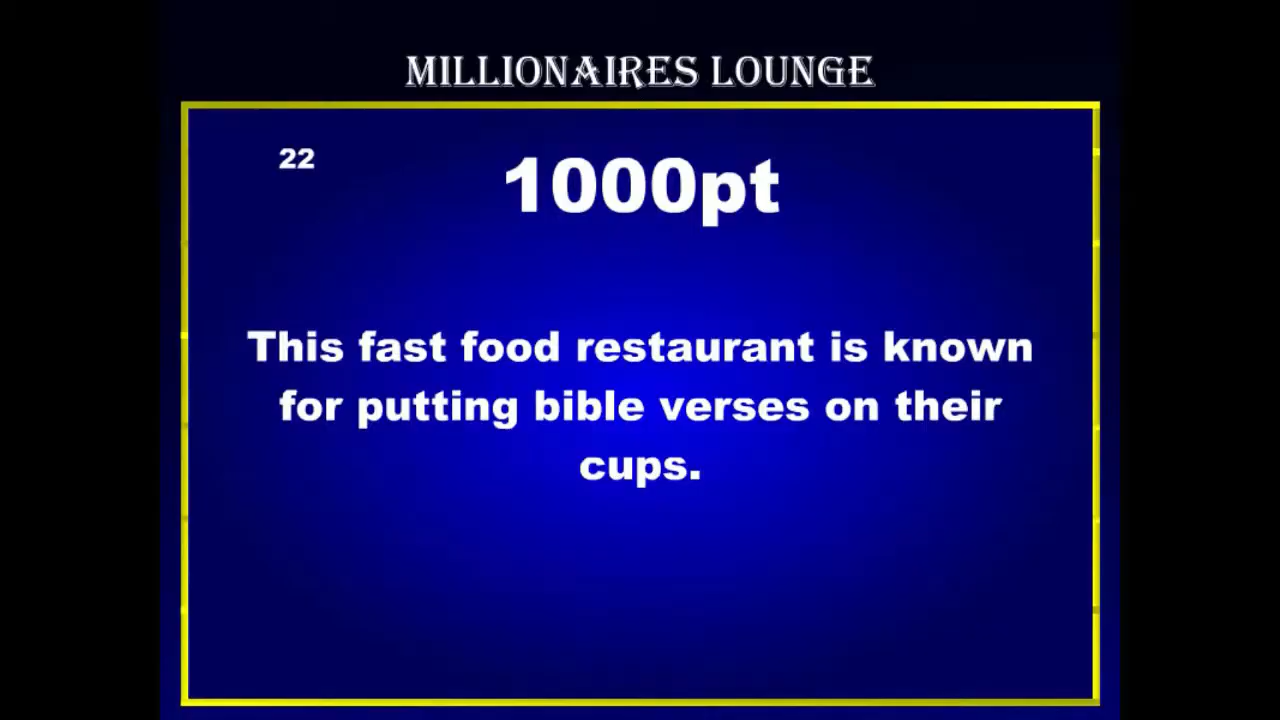 MILLIONAIRES LOUNGE
22
1000pt
This fast food restaurant is known
for putting bible verses on their
cups.